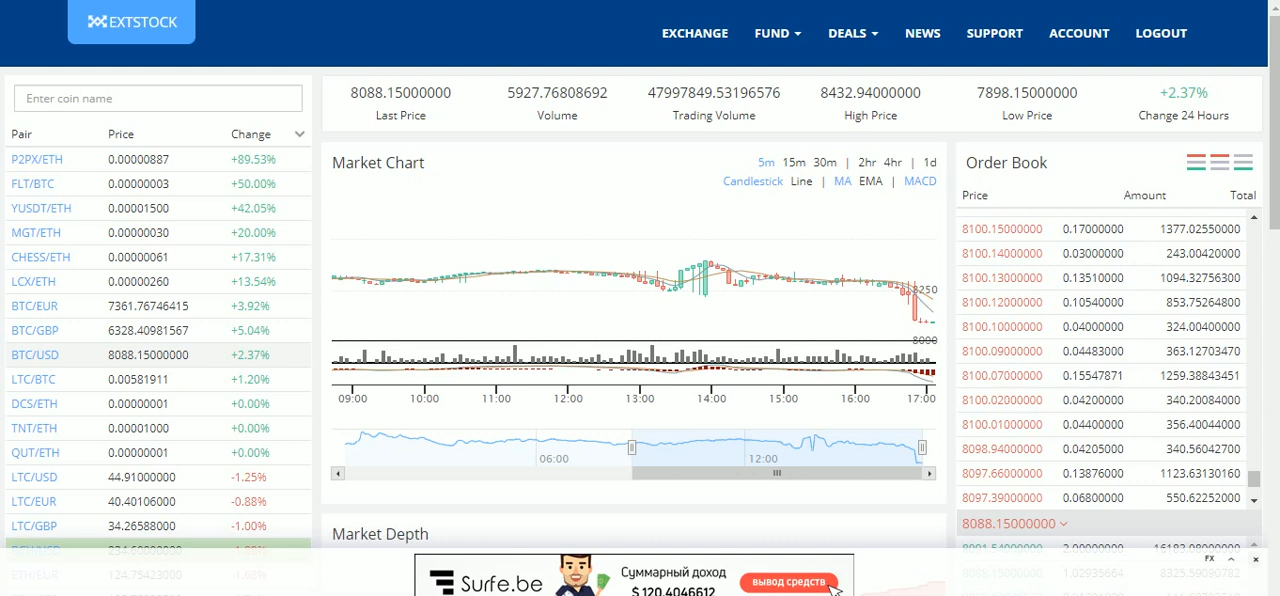 EXTSTOCK
EXCHANGE FUND DEALS NEWS SUPPORT ACCOUNT LOGOUT
Enter coin name
Pair Price Change
P2PX/ETH 0.00000887 +89.53%
FLT/BTC 0.00000003 +50.00%
YUSDT/ETH 0.00001500 +42.05%
MGT/ETH 0.00000030 +20.00%
CHESS/ETH 0.00000061 +17.31%
LCX/ETH 0.00000260 +13.54%
BTC/EUR 7361.76746415 +3.92%
BTC/GBP 6328.40981567 +5.04%
BTC/USD 8088.15000000 +2.37%
LTC/BTC 0.00581911 +1.20%
DCS/ETH 0.00000001 +0.00%
TNT/ETH 0.00001000 +0.00%
QUT/ETH 0.00000001 +0.00%
LTC/USD 44.91000000 -1.25%
LTC/EUR 40.40106000 -0.88%
LTC/GBP 34.26588000 -1.00%
ETH/EUR 124.75423000 -1.68%
8088.15000000 5927.76808692 47997849.53196576 8432.94000000 7898.15000000 +2.37%
Last Price Volume Trading Volume High Price Low Price Change 24 Hours
Market Chart
5m 15m 30m | 2hr 4hr | 1d
Candlestick Line | MA EMA | MACD
8250
8000
09:00 10:00 11:00 12:00 13:00 14:00 15:00 16:00 17:00
06:00 12:00
Market Depth
Order Book
Price Amount Total
8100.15000000 0.17000000 1377.02550000
8100.14000000 0.03000000 243.00420000
8100.13000000 0.13510000 1094.32756300
8100.12000000 0.10540000 853.75264800
8100.10000000 0.04000000 324.00400000
8100.09000000 0.04483000 363.12703470
8100.07000000 0.15547871 1259.38843451
8100.02000000 0.04200000 340.20084000
8100.01000000 0.04400000 356.40044000
8098.94000000 0.04205000 340.56042700
8097.66000000 0.13876000 1123.63130160
8097.39000000 0.06800000 550.62252000
8088.15000000
FX
Surfe.be
Суммарный доход
$ 120.4046612
вывод средств